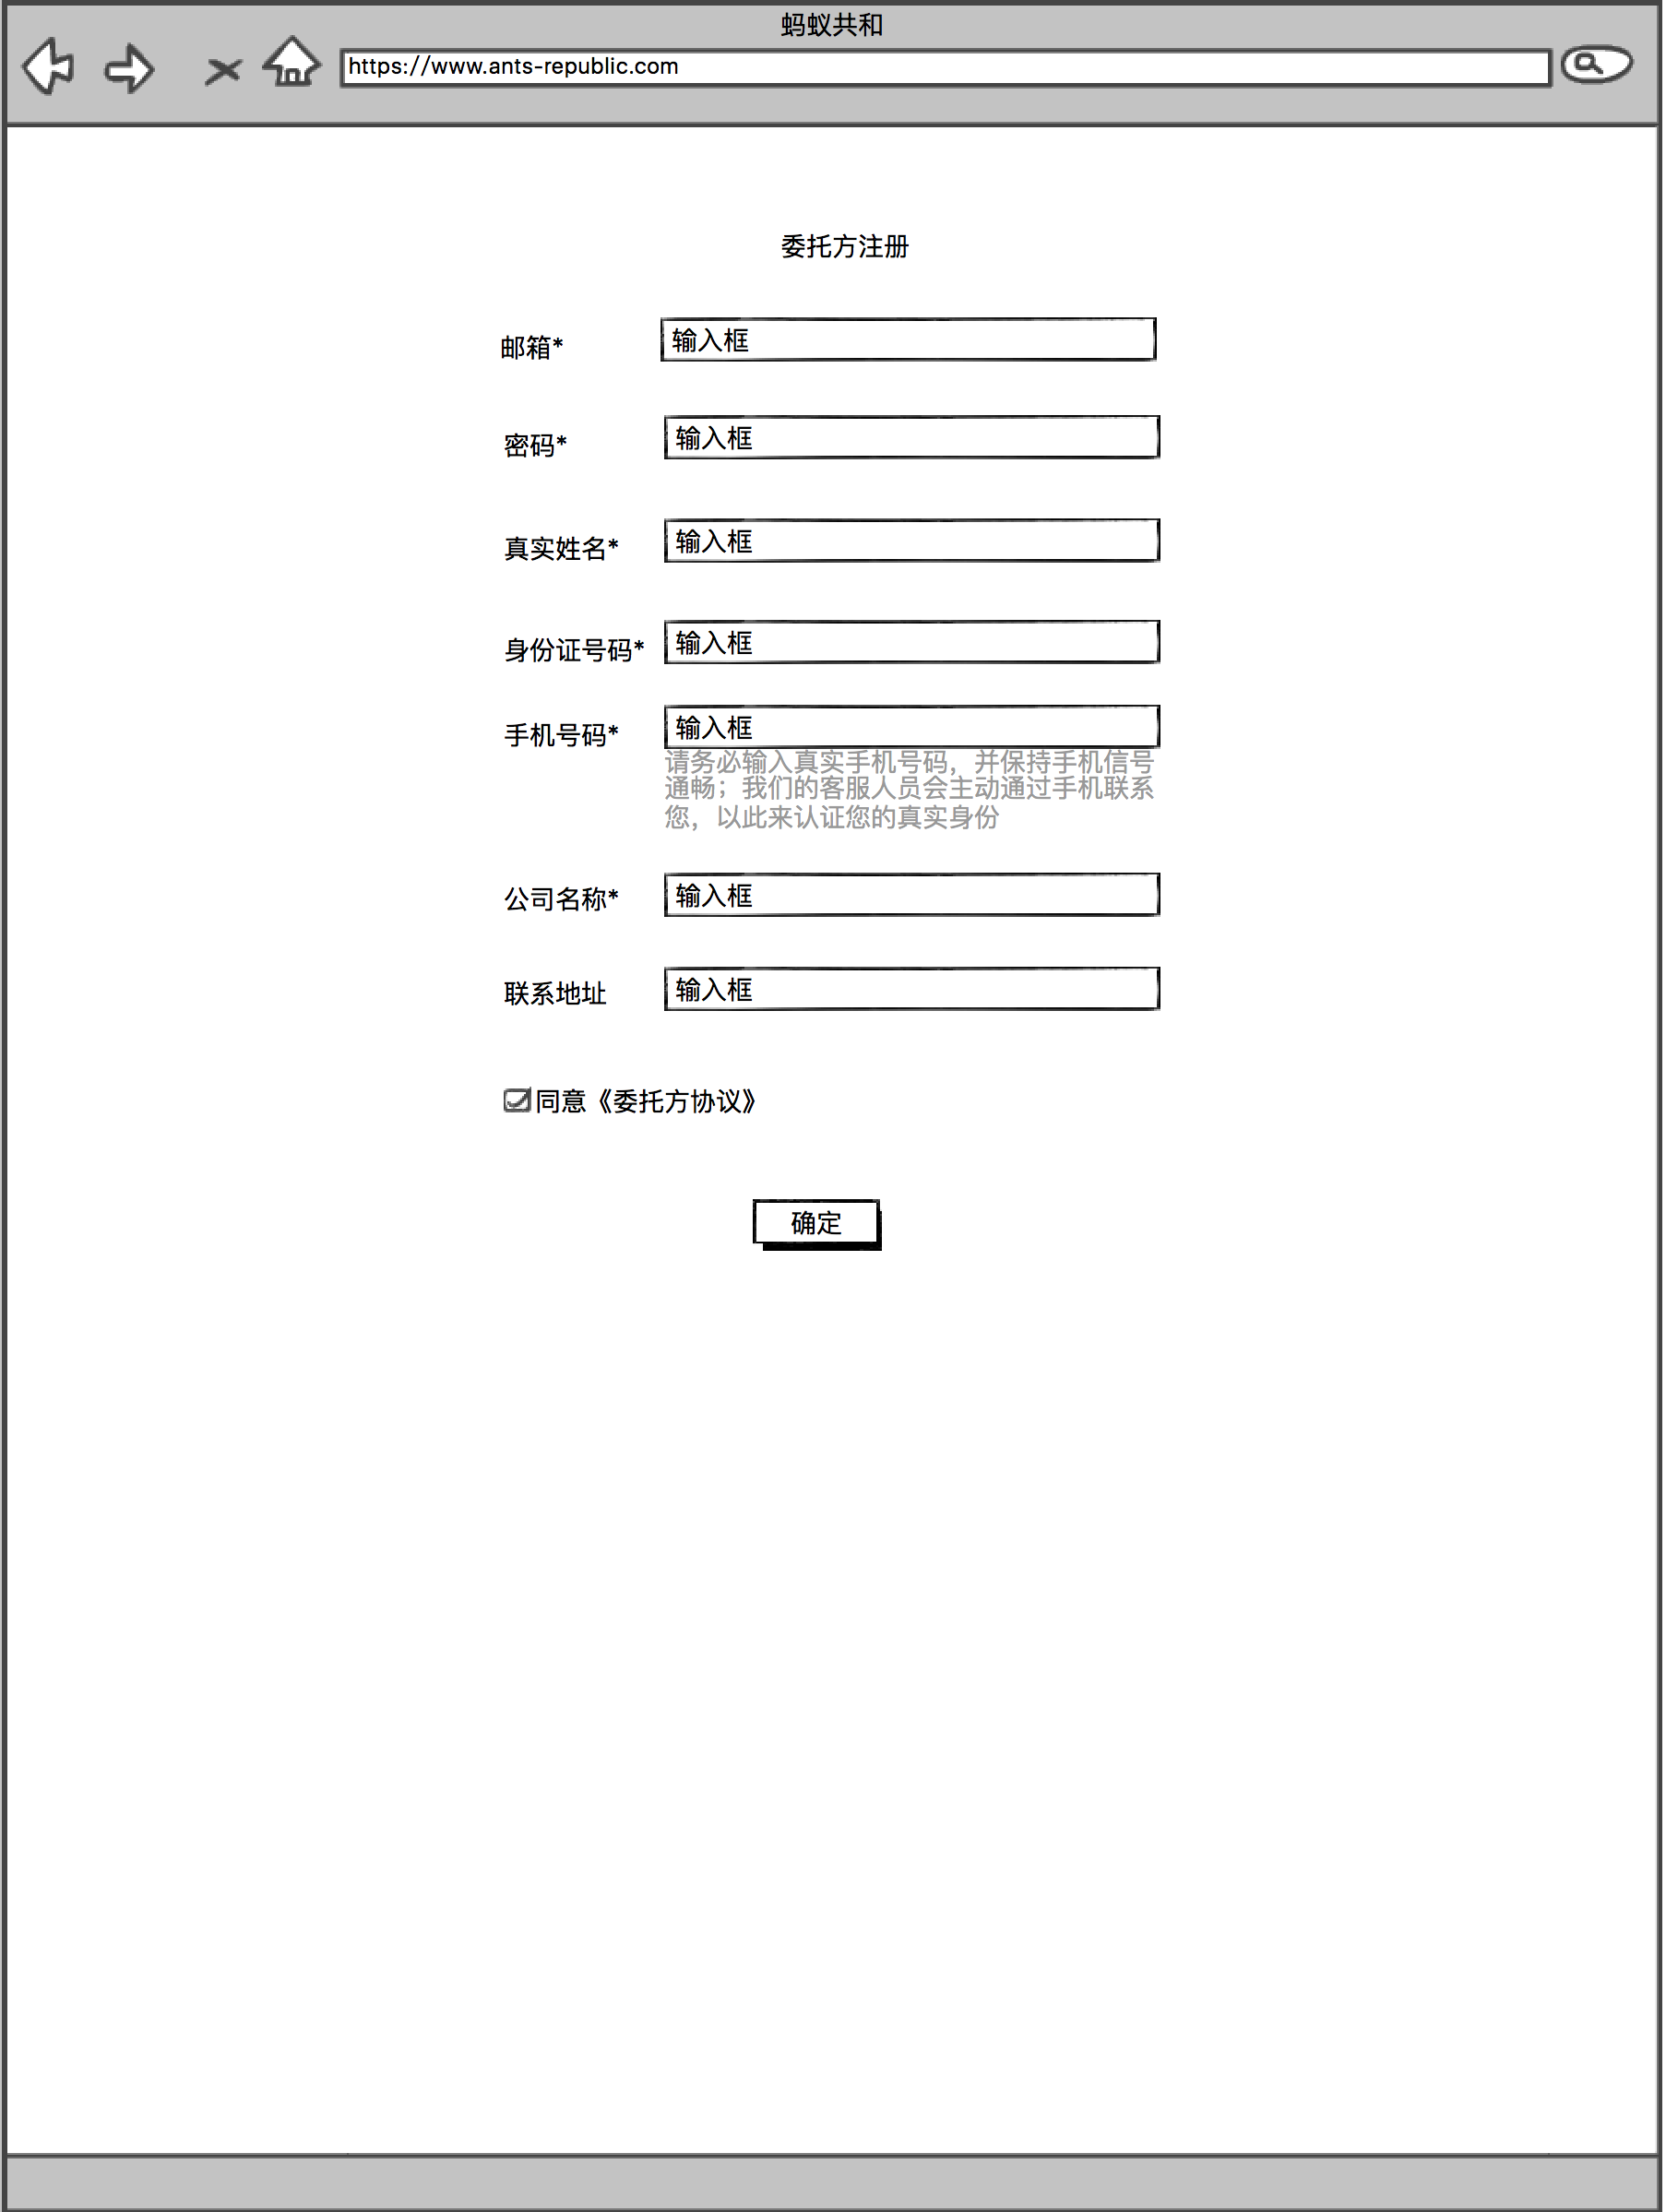 蚂蚁共和
https://www.ants-republic.com
委托方注册
邮箱* 输入框
密码* 输入框
真实姓名* 输入框
身份证号码* 输入框
手机号码* 输入框
请务必输入真实手机号码，并保持手机信号
通畅；我们的客服人员会主动通过手机联系
您，以此来认证您的真实身份
公司名称* 输入框
联系地址 输入框
同意《委托方协议》
确定